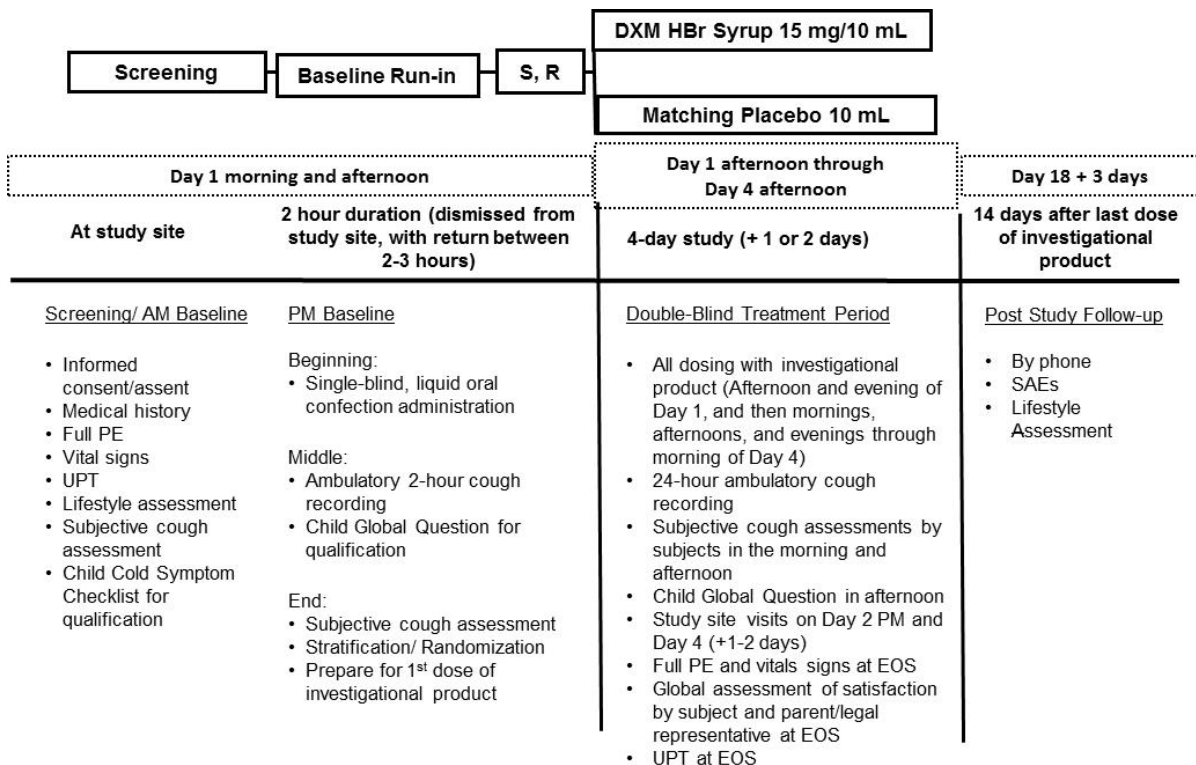 DXM HBr Syrup 15 mg/10 mL
Screening
Baseline Run-in
S, R
Matching Placebo 10 mL
Day 1 morning and afternoon
Day 1 afternoon through
Day 4 afternoon
Day 18 + 3 days
At study site
2 hour duration (dismissed from
study site, with return between
2-3 hours)
4-day study (+ 1 or 2 days)
14 days after last dose
of investigational
product
Screening/ AM Baseline
• Informed
consent/assent
• Medical history
• Full PE
• Vital signs
• UPT
• Lifestyle assessment
• Subjective cough
assessment
• Child Cold Symptom
Checklist for
qualification
PM Baseline
Beginning:
• Single-blind, liquid oral
confection administration
Middle:
• Ambulatory 2-hour cough
recording
• Child Global Question for
qualification
End:
• Subjective cough assessment
• Stratification/ Randomization
• Prepare for 1st dose of
investigational product
Double-Blind Treatment Period
• All dosing with investigational
product (Afternoon and evening of
Day 1, and then mornings,
afternoons, and evenings through
morning of Day 4)
• 24-hour ambulatory cough
recording
• Subjective cough assessments by
subjects in the morning and
afternoon
• Child Global Question in afternoon
• Study site visits on Day 2 PM and
Day 4 (+1-2 days)
• Full PE and vitals signs at EOS
• Global assessment of satisfaction
by subject and parent/legal
representative at EOS
• UPT at EOS
Post Study Follow-up
• By phone
• SAEs
• Lifestyle
Assessment